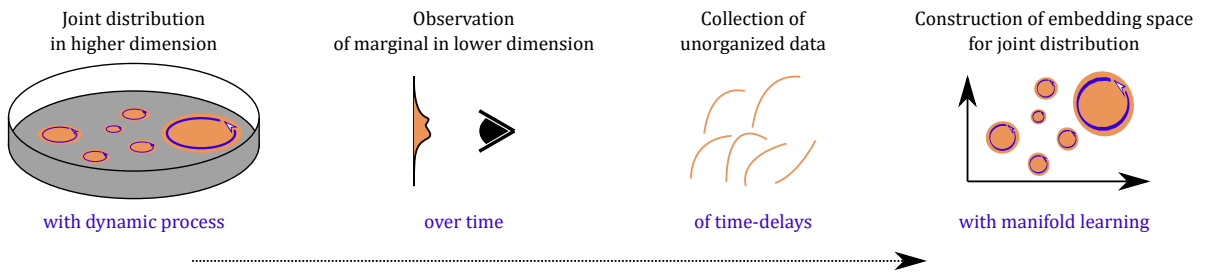 Joint distribution
in higher dimension
with dynamic process
Observation
of marginal in lower dimension
over time
Collection of
unorganized data
of time-delays
Construction of embedding space
for joint distribution
with manifold learning